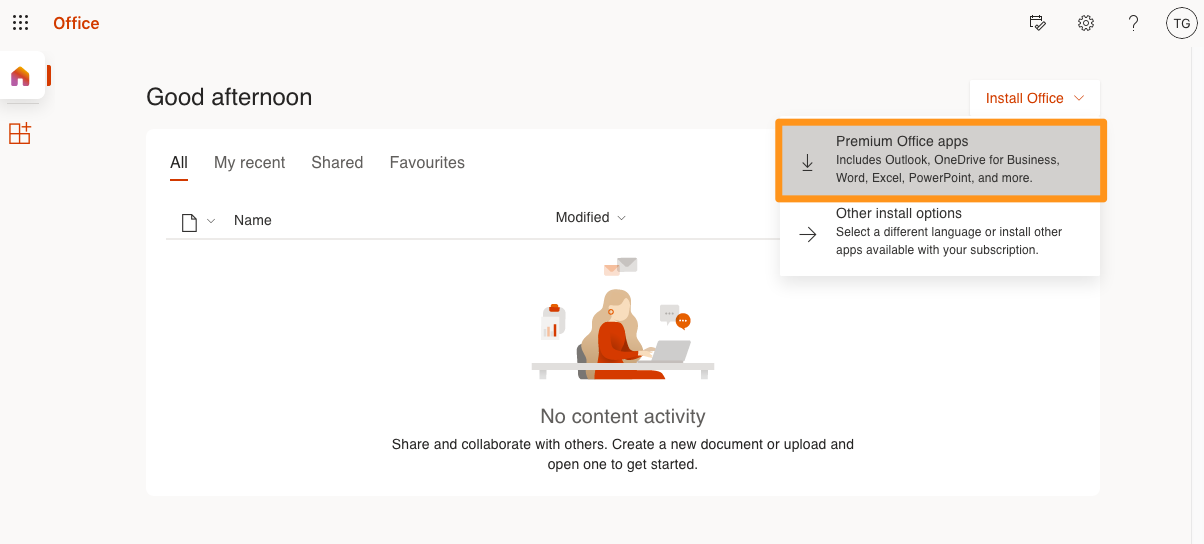 Office
?
TG
Good afternoon
Install Office
All
My recent
Shared
Favourites
Premium Office apps
Includes Outlook, OneDrive for Business,
Word, Excel, PowerPoint, and more.
Name
Modified
Other install options
Select a different language or install other
apps available with your subscription.
No content activity
Share and collaborate with others. Create a new document or upload and
open one to get started.